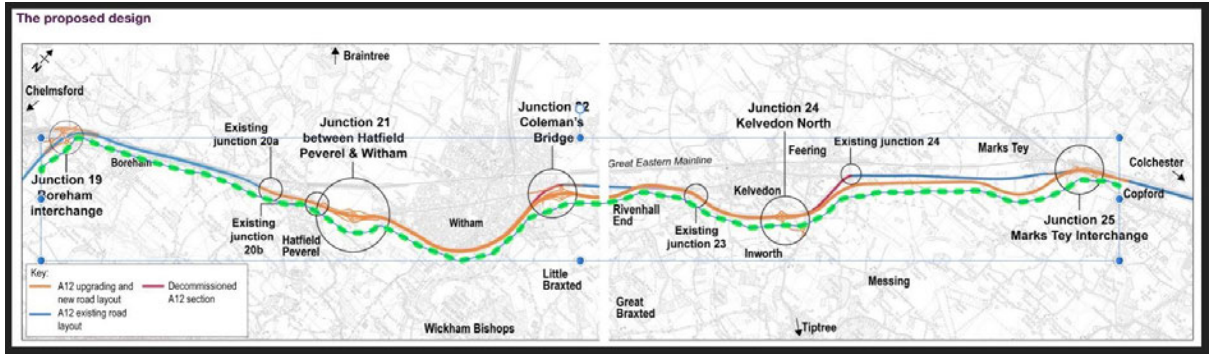 The proposed design
N
Braintree
Chelmsford
Existing
junction 20a
Junction 21
between Hatfield
Peverel & Witham
Junction 22
Coleman's
Bridge
Junction 24
Kelvedon North
Feering
Existing junction 24
Marks Tey
Great Eastern Mainline
Colchester
Boreham
Junction 19
Boreham
interchange
Kelvedon
Copford
Existing
junction
20b
Hatfield
Peverel
Witham
Rivenhall
End
Existing
junction 23
Inworth
Junction 25
Marks Tey Interchange
Little
Braxted
Messing
Great
Braxted
Wickham Bishops
Tiptree
Key:
A12 upgrading and
new road layout
Decommissioned
A12 section
A12 existing road
layout